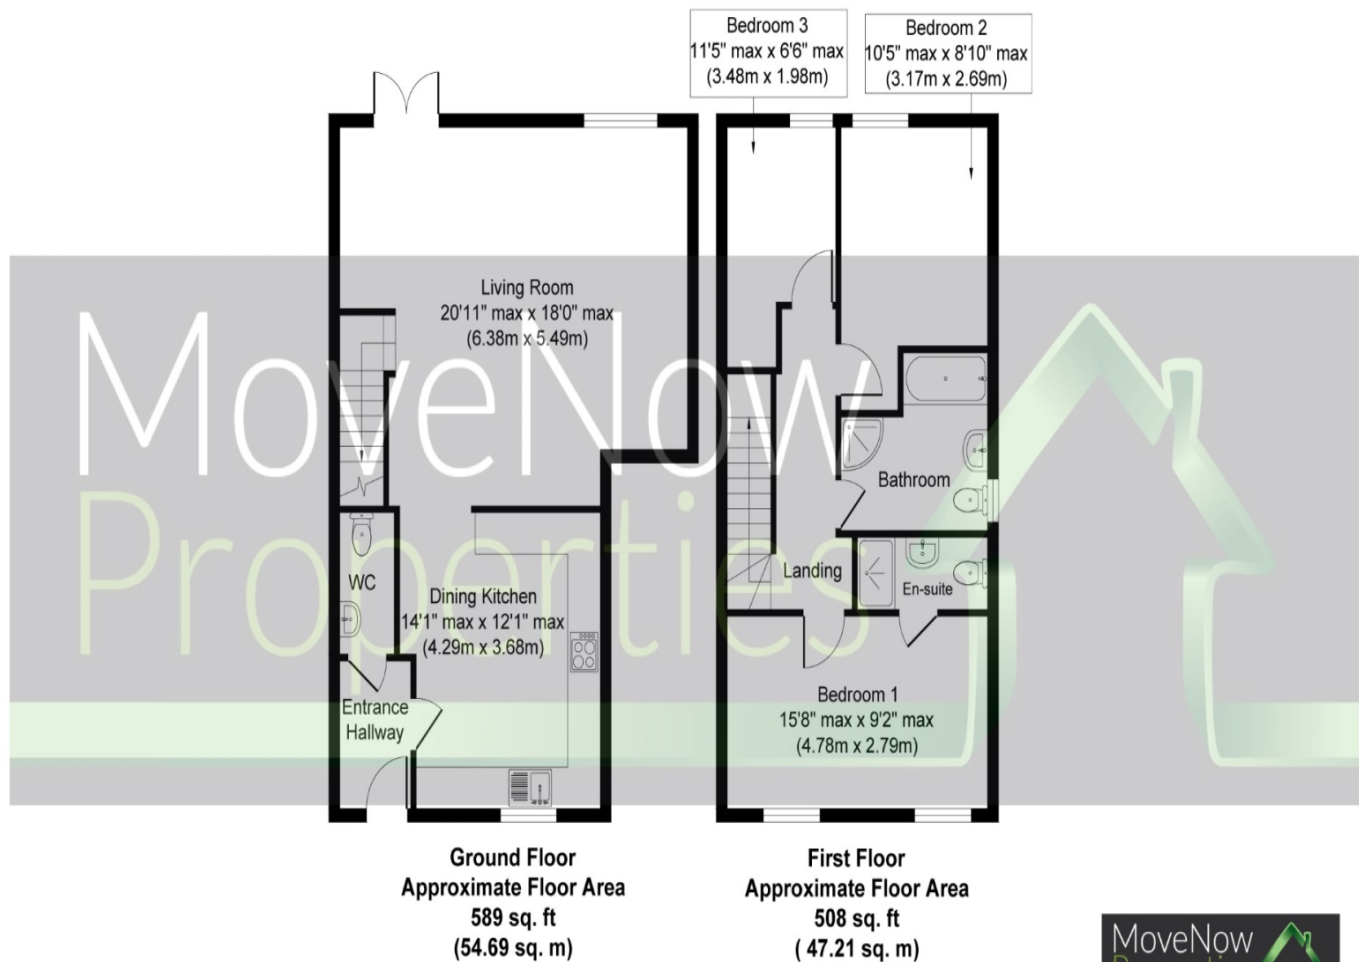 Bedroom 3
11'5" max x 6'6" max
(3.48m x 1.98m)
Bedroom 2
10'5" max x 8'10" max
(3.17m x 2.69m)
Living Room
20'11" max x 18'0" max
(6.38m x 5.49m)
MoveNow
Properties
Bathroom
WC
Landing
En-suite
Dining Kitchen
14'1" max x 12'1" max
(4.29m x 3.68m)
Entrance
Hallway
Bedroom 1
15'8" max x 9'2" max
(4.78m x 2.79m)
Ground Floor
Approximate Floor Area
589 sq. ft
(54.69 sq. m)
First Floor
Approximate Floor Area
508 sq. ft
( 47.21 sq. m)
MoveNow